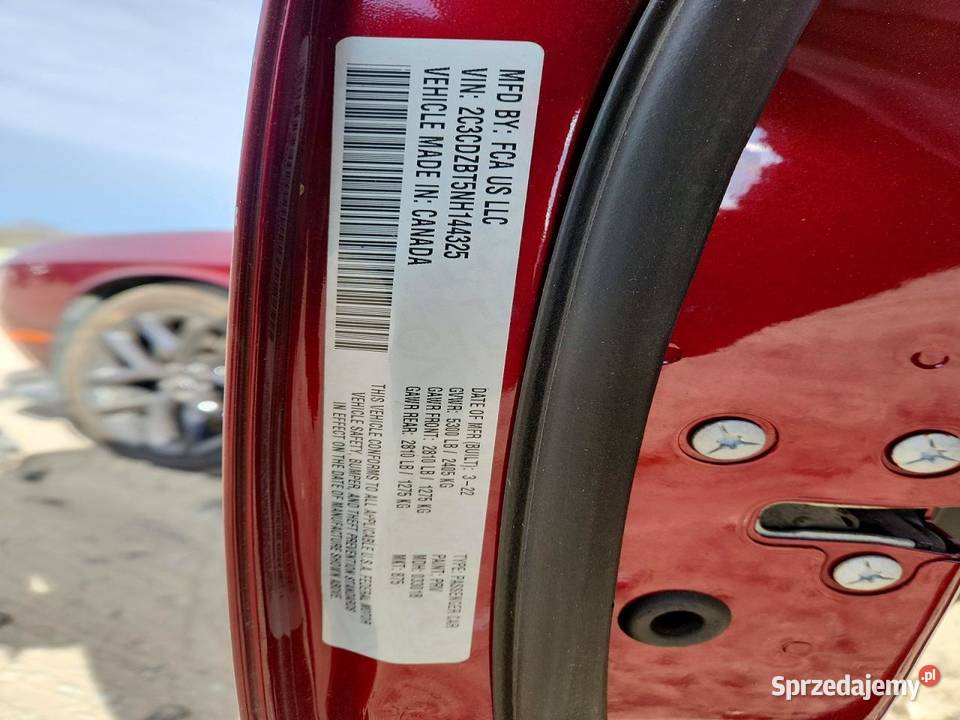 MFD BY: FCA US LLC
VIN: 2C3CDZBT5NH144325
VEHICLE MADE IN: CANADA
DATE OF MFR (BUILT): 3-22
GVWR: 5300 LB / 2405 KG
GAWR FRONT: 2810 LB / 1275 KG
GAWR REAR: 2810 LB / 1275 KG
TYPE: PASSENGER CAR
PAINT: PRV
MDH: 033018
MKT: 875
THIS VEHICLE CONFORMS TO ALL APPLICABLE U.S.A. FEDERAL MOTOR
VEHICLE SAFETY, BUMPER, AND THEFT PREVENTION STANDARDS
IN EFFECT ON THE DATE OF MANUFACTURE SHOWN ABOVE.
Sprzedajemy.pl